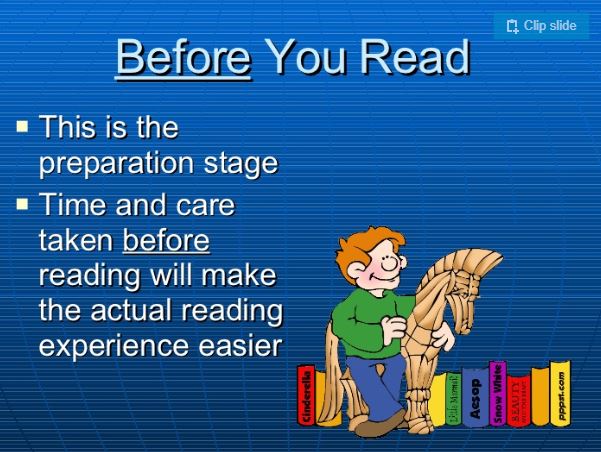 Clip slide
Before You Read
This is the
preparation stage
Time and care
taken before
reading will make
the actual reading
experience easier
Cinderella
Little Mermaid
Aesop
Snow White
BEAUTY
pppst.com